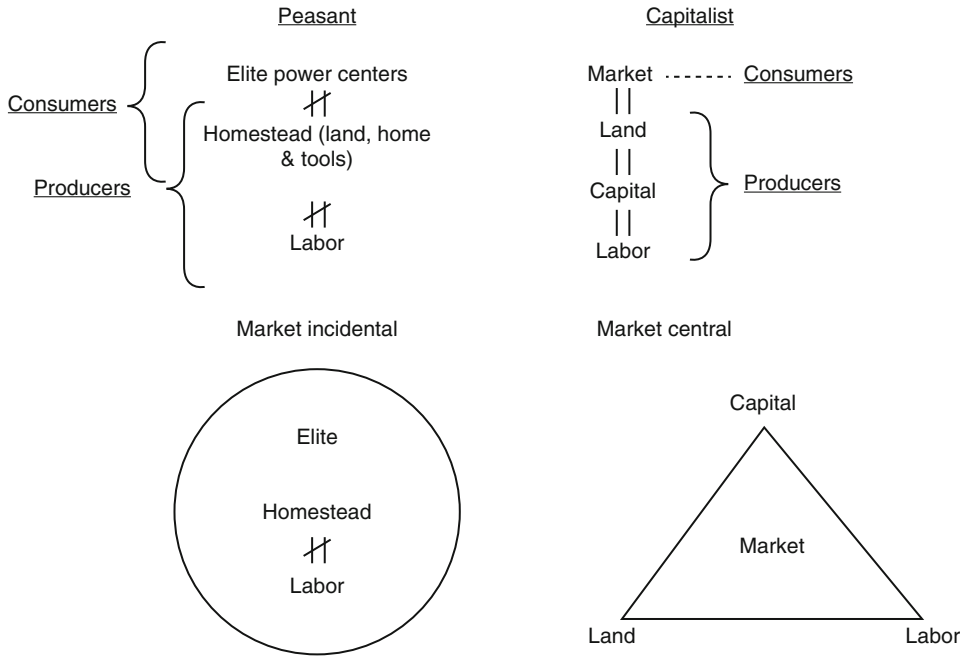 Peasant
Capitalist
Elite power centers
Market
Consumers
Consumers
Homestead (land, home
& tools)
Land
Producers
Capital
Producers
Labor
Labor
Market incidental
Market central
Capital
Elite
Homestead
Market
Labor
Land
Labor